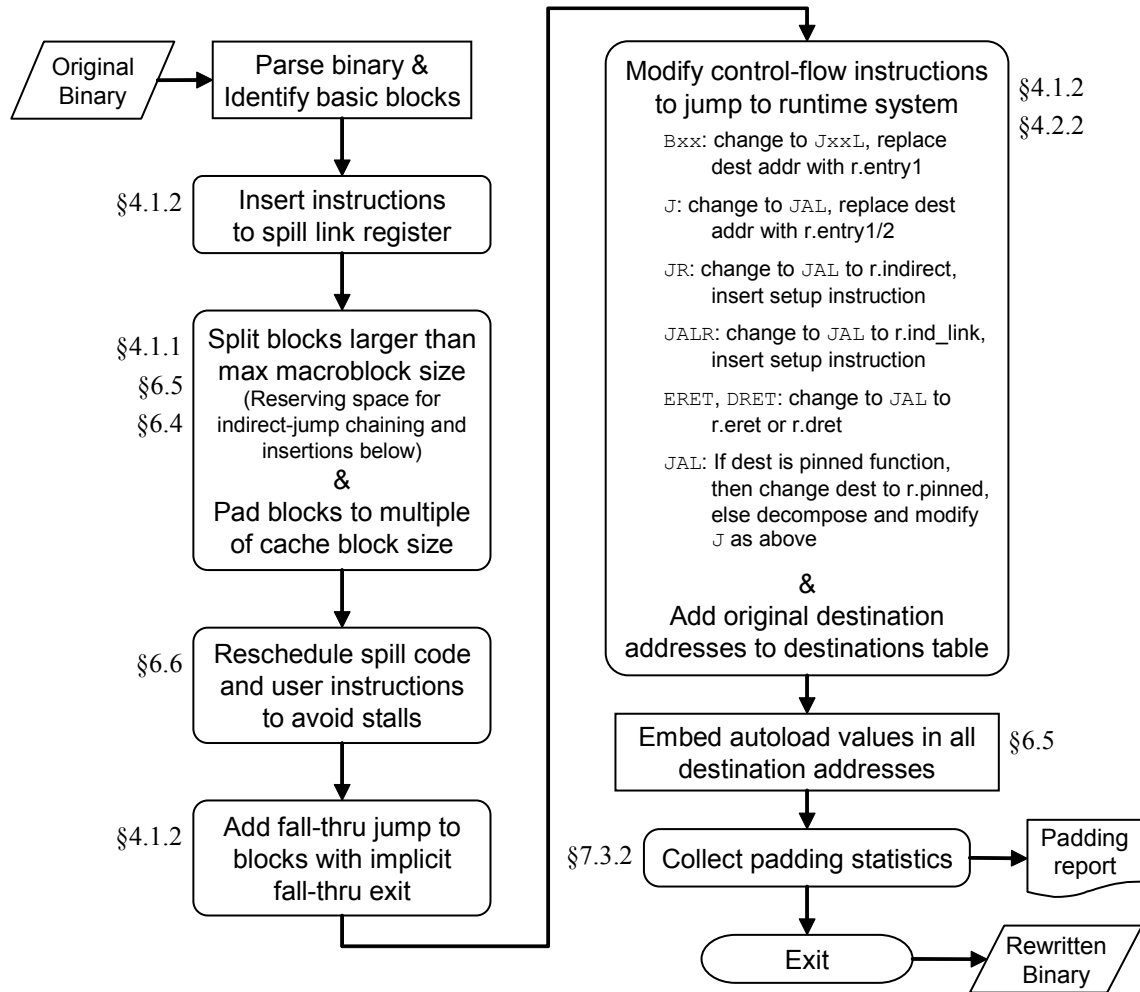 Original
Binary
Parse binary &
Identify basic blocks
§4.1.2
Insert instructions
to spill link register
§4.1.1
§6.5
§6.4
Split blocks larger than
max macroblock size
(Reserving space for
indirect-jump chaining and
insertions below)
&
Pad blocks to multiple
of cache block size
§6.6
Reschedule spill code
and user instructions
to avoid stalls
§4.1.2
Add fall-thru jump to
blocks with implicit
fall-thru exit
Modify control-flow instructions
to jump to runtime system
§4.1.2
§4.2.2
Bxx: change to JxxL, replace
dest addr with r.entry1
J: change to JAL, replace dest
addr with r.entry1/2
JR: change to JAL to r.indirect,
insert setup instruction
JALR: change to JAL to r.ind_link,
insert setup instruction
ERET, DRET: change to JAL to
r.eret or r.dret
JAL: If dest is pinned function,
then change dest to r.pinned,
else decompose and modify
J as above
&
Add original destination
addresses to destinations table
Embed autoload values in all
destination addresses
§6.5
§7.3.2
Collect padding statistics
Padding
report
Exit
Rewritten
Binary